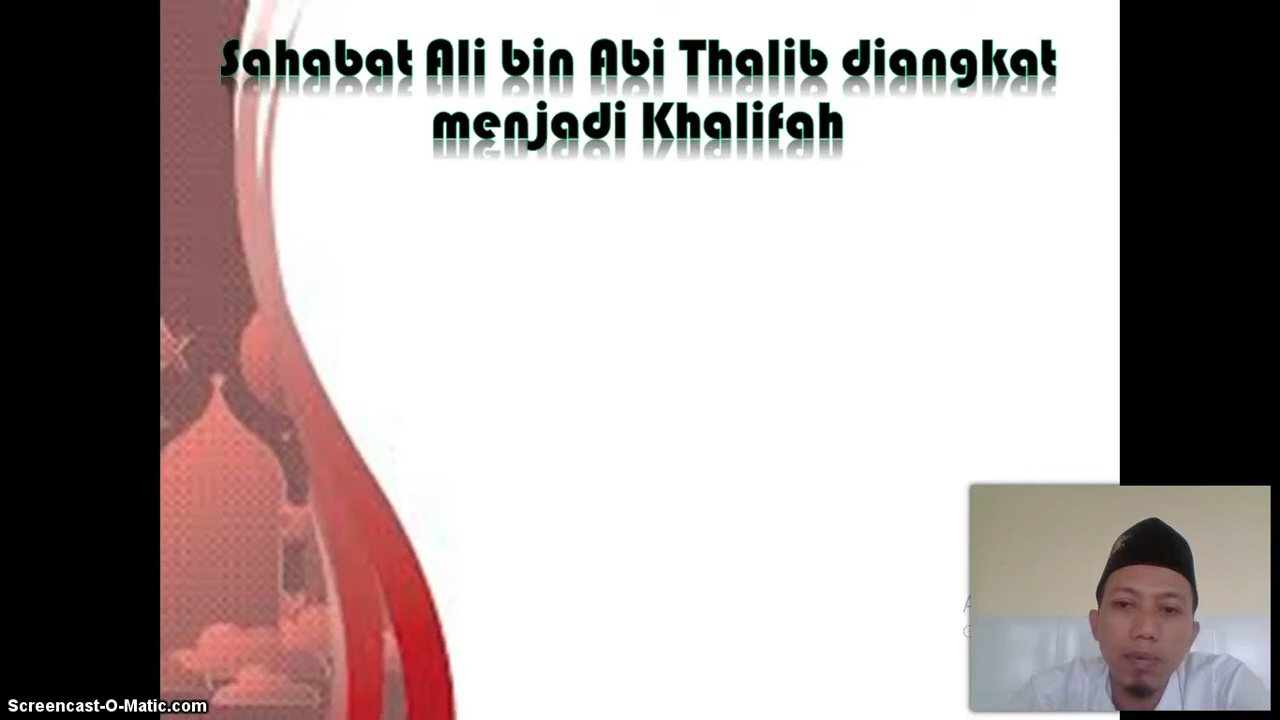 Sahabat Ali bin Abi Thalib diangkat
menjadi Khalifah
Screencast-O-Matic.com